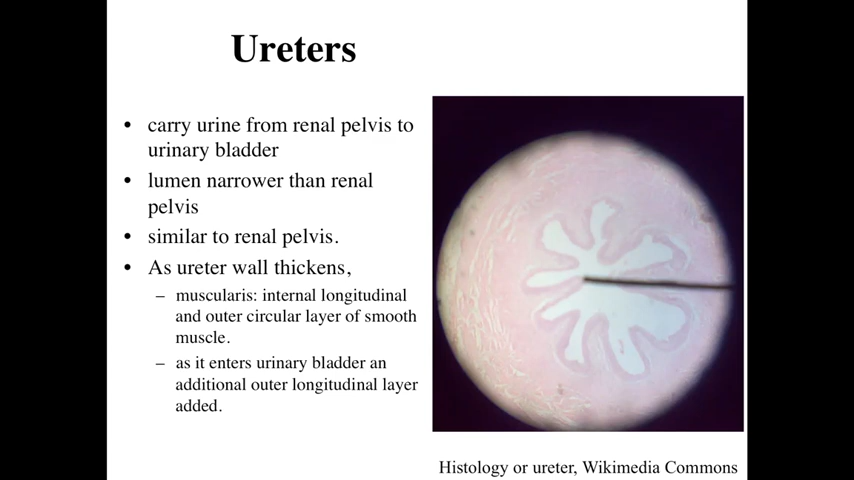 Ureters
• carry urine from renal pelvis to
urinary bladder
• lumen narrower than renal
pelvis
• similar to renal pelvis.
• As ureter wall thickens,
– muscularis: internal longitudinal
and outer circular layer of smooth
muscle.
– as it enters urinary bladder an
additional outer longitudinal layer
added.
Histology or ureter, Wikimedia Commons